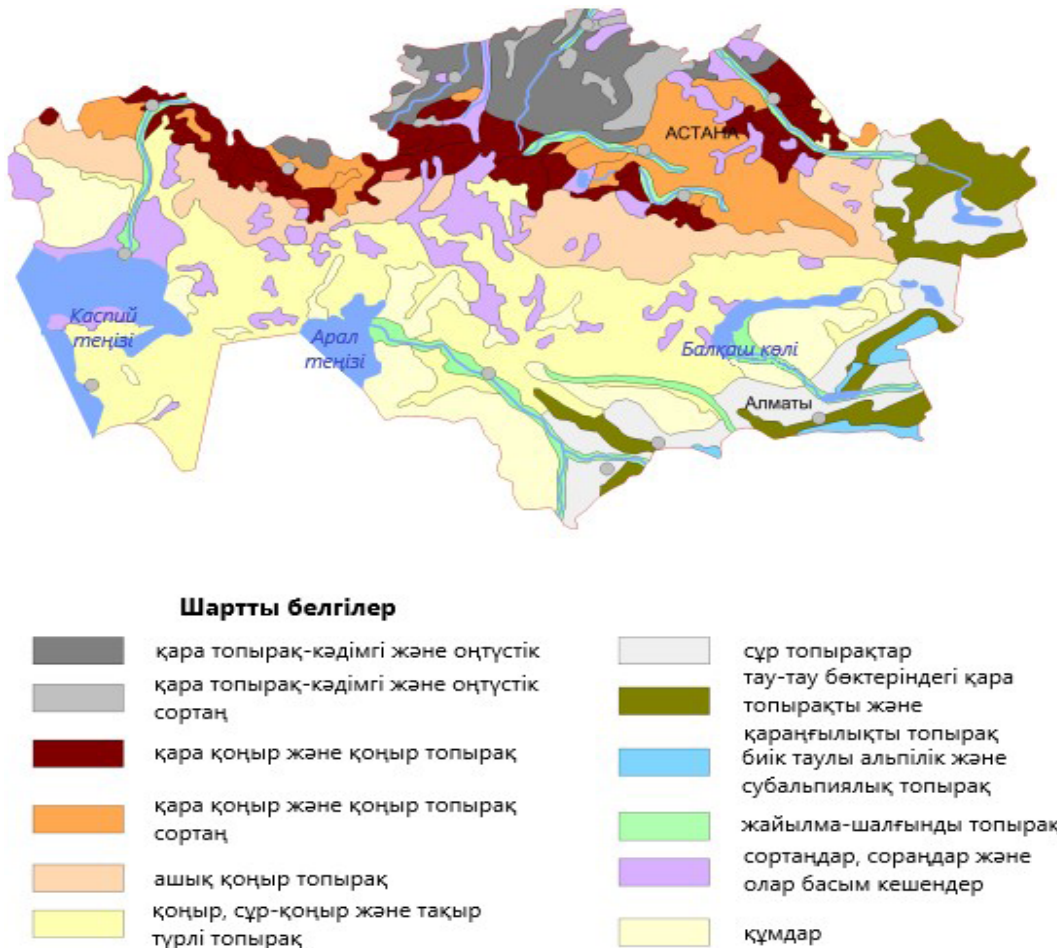 АСТАНА
Каспий
теңізі
Арал
теңізі
Балқаш көлі
Алматы
Шартты белгілер
қара топырақ-кәдімгі және оңтүстік
қара топырақ-кәдімгі және оңтүстік
сортаң
қара қоңыр және қоңыр топырақ
қара қоңыр және қоңыр топырақ
сортаң
ашық қоңыр топырақ
қоңыр, сұр-қоңыр және тақыр
түрлі топырақ
сұр топырақтар
тау-тау бөктеріндегі қара
топырақты және
қараңғылықты топырақ
биік таулы альпілік және
субальпиялық топырақ
жайылма-шалғынды топырақ
сортаңдар, сораңдар және
олар басым кешендер
құмдар